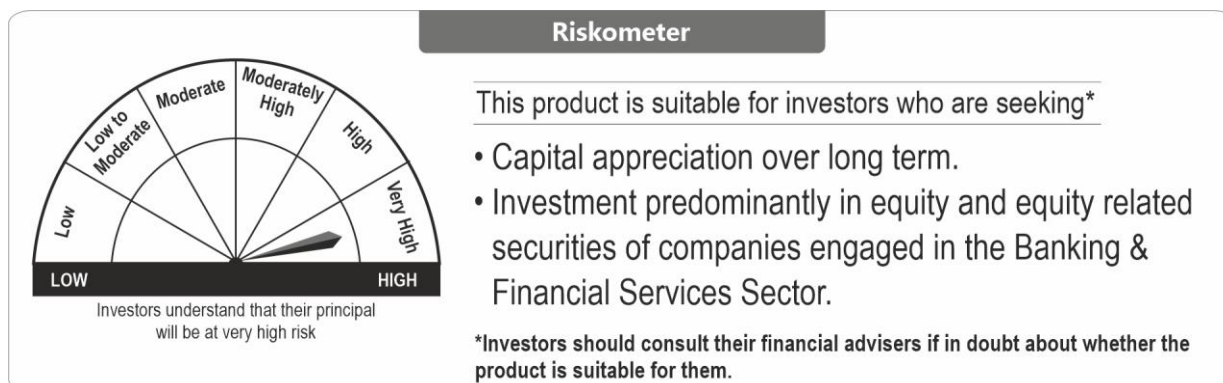 Riskometer
Low
Low to
Moderate
Moderate
Moderately
High
High
Very High
LOW
HIGH
Investors understand that their principal
will be at very high risk
This product is suitable for investors who are seeking*
• Capital appreciation over long term.
• Investment predominantly in equity and equity related
securities of companies engaged in the Banking &
Financial Services Sector.
*Investors should consult their financial advisers if in doubt about whether the
product is suitable for them.